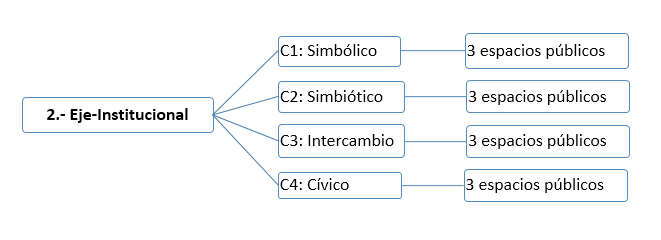 C1: Simbólico
3 espacios públicos
C2: Simbiótico
3 espacios públicos
2.- Eje-Institucional
C3: Intercambio
3 espacios públicos
C4: Cívico
3 espacios públicos